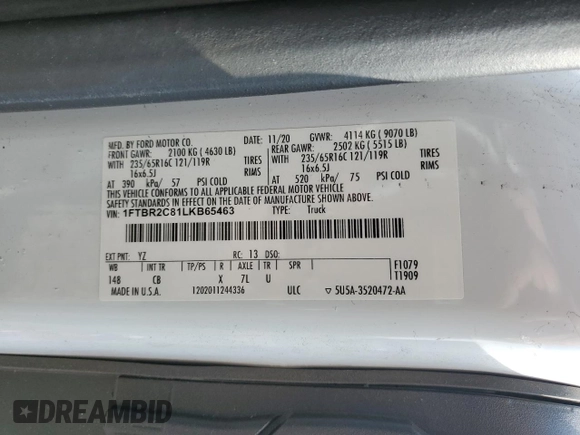 MFD. BY FORD MOTOR CO. 11/20 GVWR: 4114 KG ( 9070 LB)
FRONT GAWR: 2100 KG ( 4630 LB) REAR GAWR: 2502 KG ( 5515 LB)
WITH 235/65R16C 121/119R TIRES WITH 235/65R16C 121/119R TIRES
16x6.5J RIMS 16x6.5J RIMS
AT 390 kPa/ 57 PSI COLD AT 520 kPa/ 75 PSI COLD
THIS VEHICLE CONFORMS TO ALL APPLICABLE FEDERAL MOTOR VEHICLE
SAFETY STANDARDS IN EFFECT ON THE DATE OF MANUFACTURE SHOWN ABOVE.
VIN: 1FTBR2C81LKB65463 TYPE: Truck
EXT PNT: YZ RC: 13 DSO:
WB INT TR TP/PS R AXLE TR SPR F1079
148 CB X 7L U T1909
MADE IN U.S.A. 1202011244336 ULC ▽ 5U5A-3520472-AA
DREAMBID